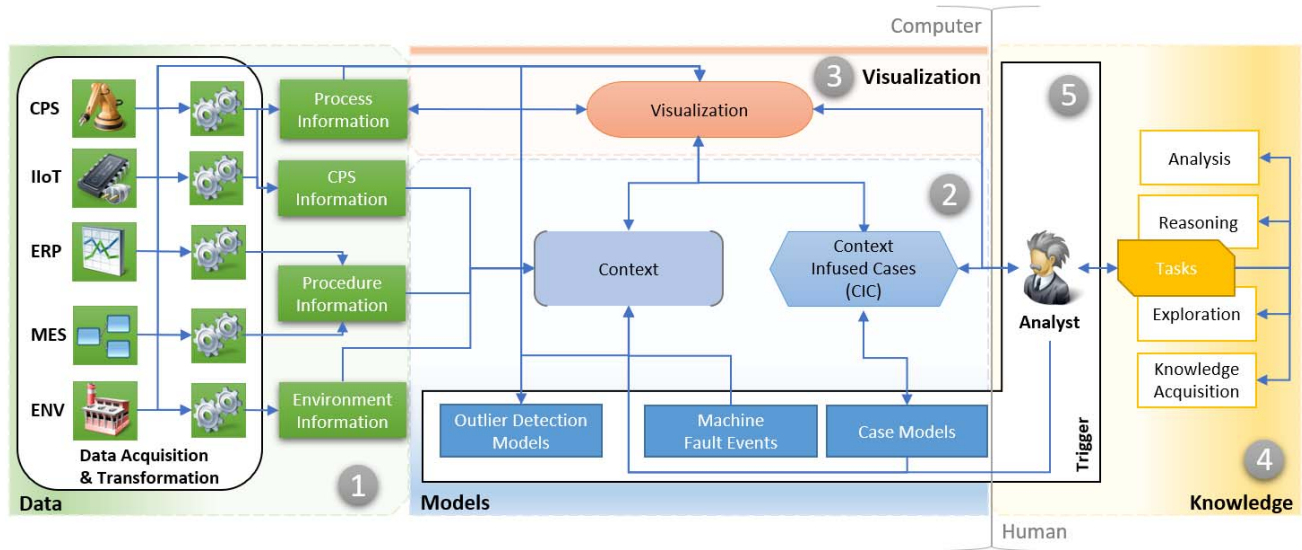 Computer
CPS
IIoT
ERP
MES
ENV
Data Acquisition
& Transformation
1
Data
Process
Information
CPS
Information
Procedure
Information
Environment
Information
3
Visualization
Visualization
2
Context
Context
Infused Cases
(CIC)
Outlier Detection
Models
Machine
Fault Events
Case Models
Models
5
Analyst
Trigger
Analysis
Reasoning
Tasks
Exploration
Knowledge
Acquisition
4
Knowledge
Human